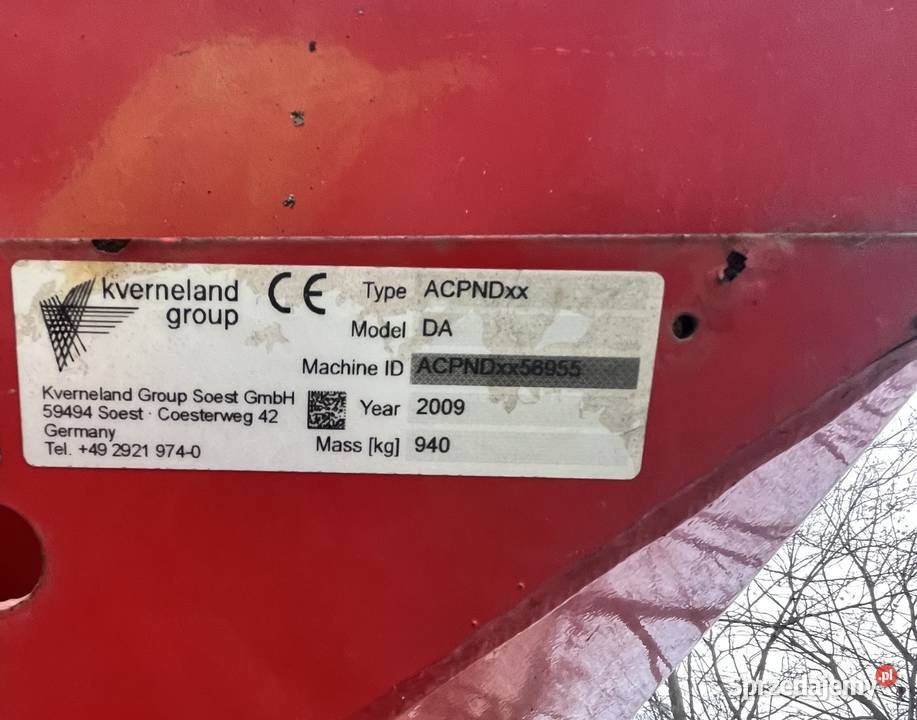 kverneland
group
CE
Type ACPNDxx
Model DA
Machine ID ACPNDxx56955
Year 2009
Mass [kg] 940
Kverneland Group Soest GmbH
59494 Soest · Coesterweg 42
Germany
Tel. +49 2921 974-0
Sprzedajemy.pl